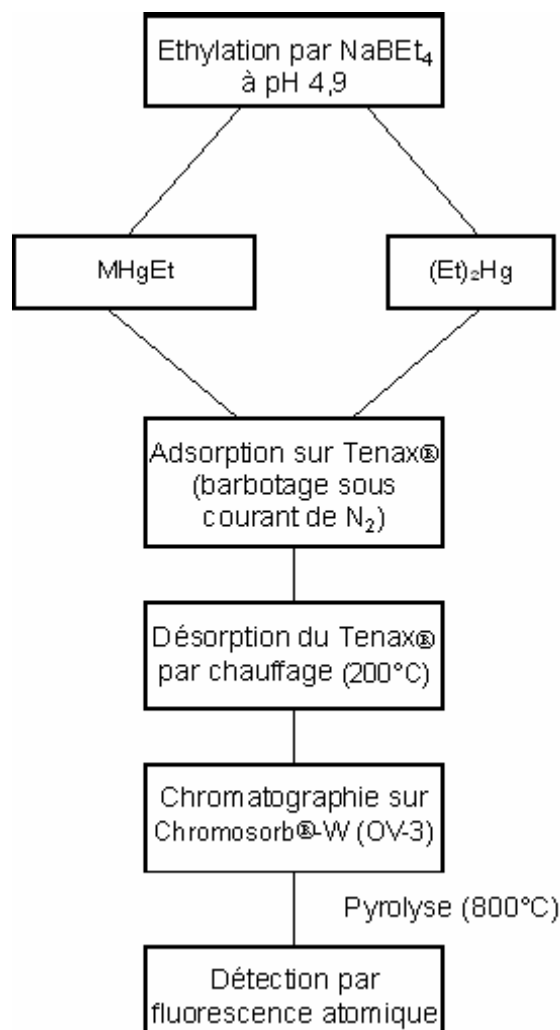 Ethylation par NaBEt₄
à pH 4,9
MHgEt
(Et)₂Hg
Adsorption sur Tenax®
(barbotage sous
courant de N₂)
Désorption du Tenax®
par chauffage (200°C)
Chromatographie sur
Chromosorb®-W (OV-3)
Pyrolyse (800°C)
Détection par
fluorescence atomique